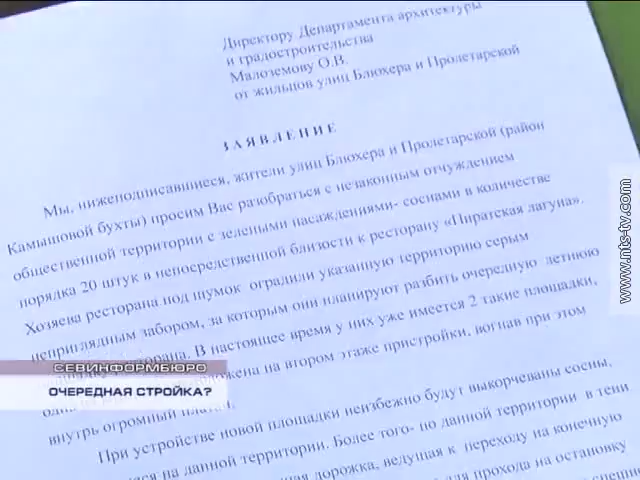 Директору Департамента архитектуры
и градостроительства
Малоземову О.В.
от жильцов улиц Блюхера и Пролетарской
ЗАЯВЛЕНИЕ
Мы, нижеподписавшиеся, жители улиц Блюхера и Пролетарской (район
Камышовой бухты) просим Вас разобраться с незаконным отчуждением
общественной территории с зелеными насаждениями- соснами в количестве
порядка 20 штук в непосредственной близости к ресторану «Пиратская лагуна».
Хозяева ресторана под шумок оградили указанную территорию серым
неприглядным забором, за которым они планируют разбить очередную летнюю
ресторана. В настоящее время у них уже имеется 2 такие площадки,
на втором этаже пристройки, вогнав при этом
внутрь огромный
При устройстве новой площадки неизбежно будут выкорчеваны сосны,
на данной территории. Более того- по данной территории в тени
дорожка, ведущая к переходу на конечную
для прохода на остановку
www.nts-tv.com
СЕВИНФОРМБЮРО
ОЧЕРЕДНАЯ СТРОЙКА?